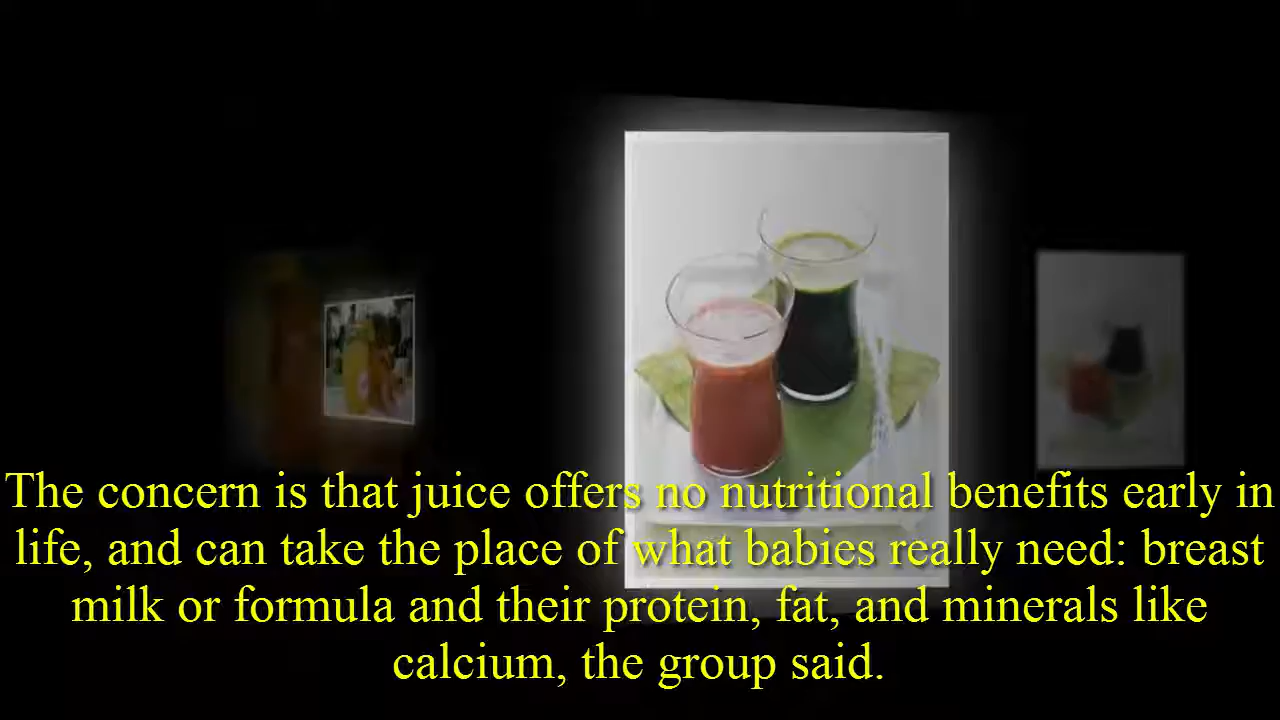 The concern is that juice offers no nutritional benefits early in
life, and can take the place of what babies really need: breast
milk or formula and their protein, fat, and minerals like
calcium, the group said.